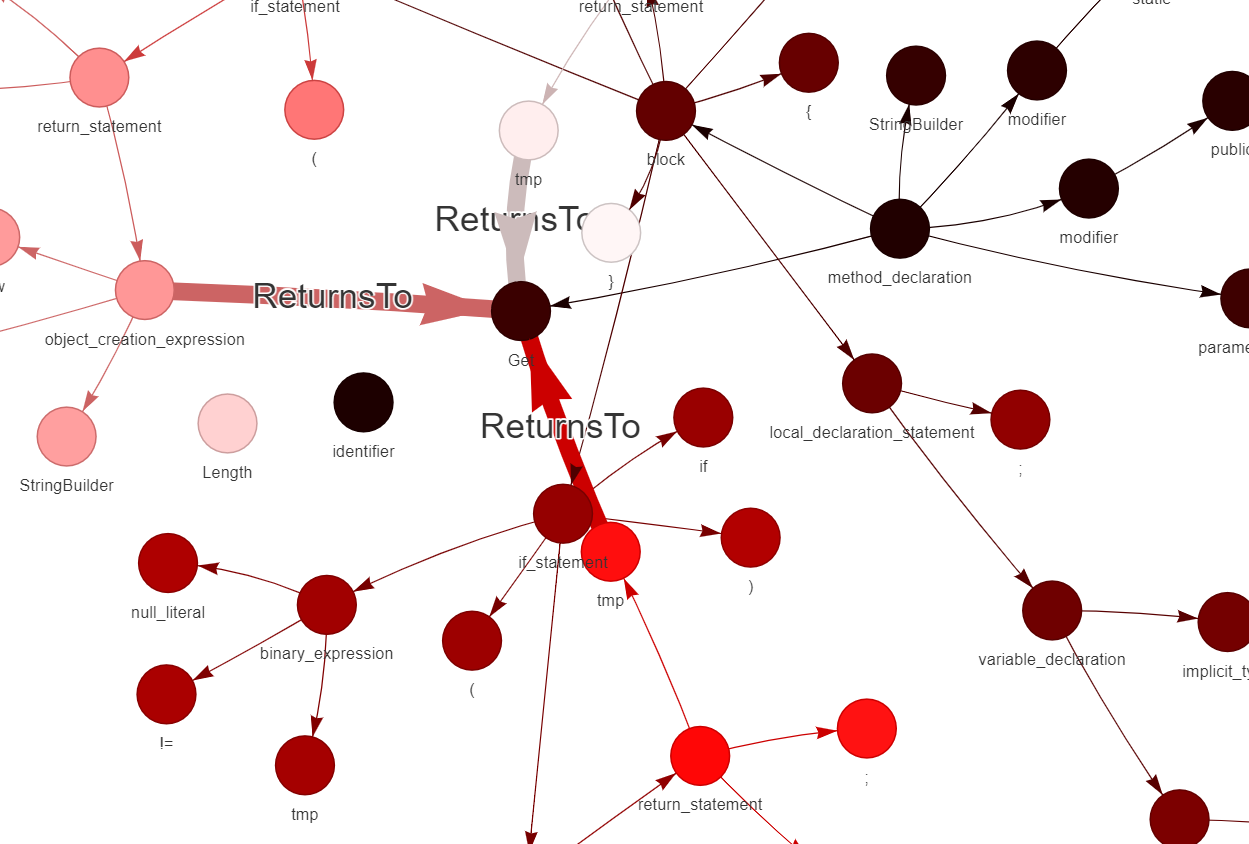 if_statement
return_statement
static
return_statement
(
tmp
{
StringBuilder
modifier
block
public
ReturnsTo
modifier
}
method_declaration
w
ReturnsTo
object_creation_expression
Get
parame
ReturnsTo
local_declaration_statement
StringBuilder
Length
identifier
if
;
if_statement
)
null_literal
tmp
binary_expression
(
variable_declaration
implicit_ty
!=
tmp
return_statement
;